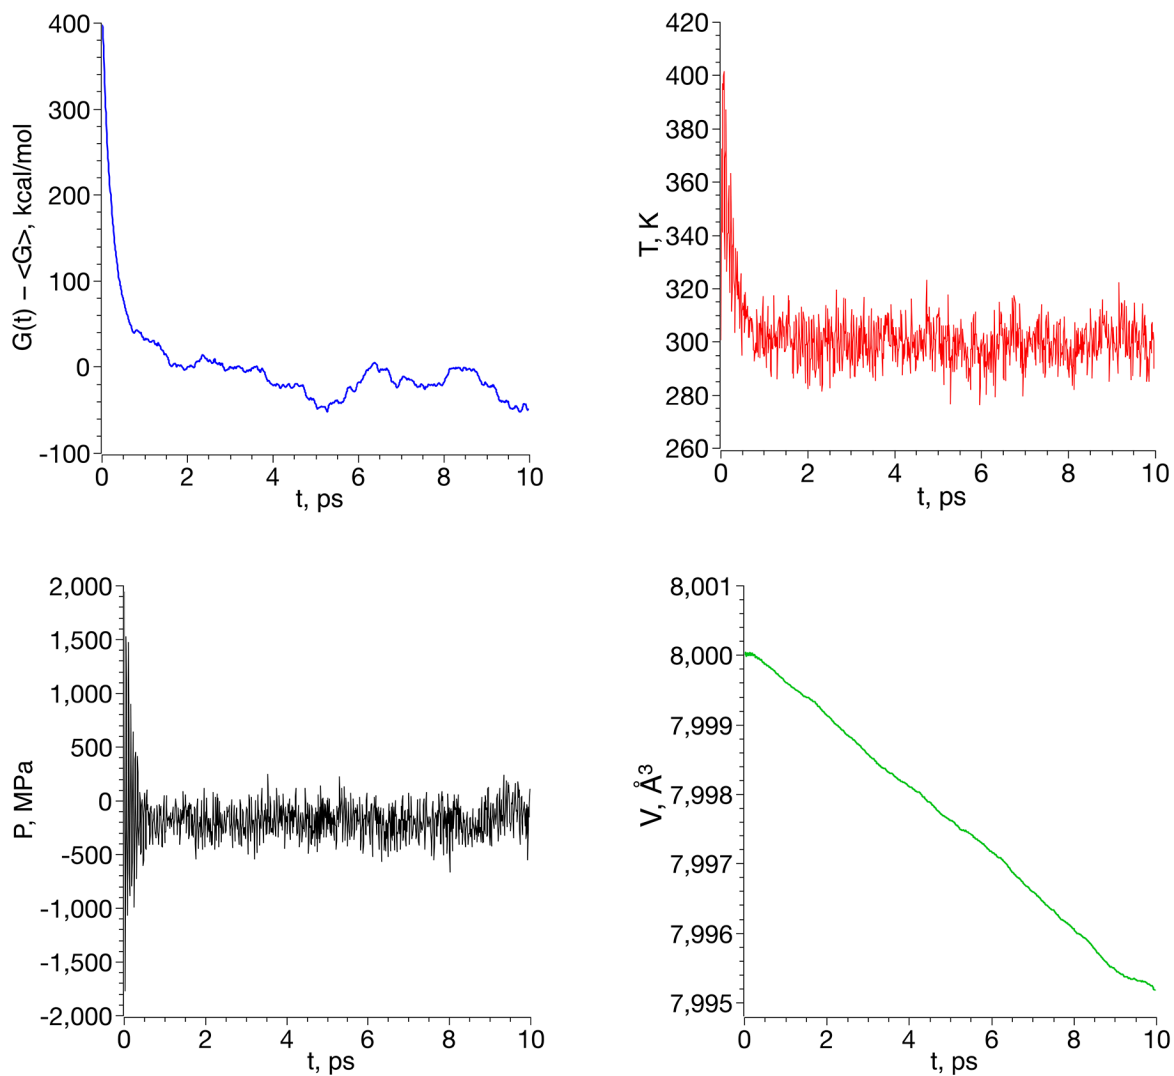 400
300
200
100
0
-100
G(t) − <G>, kcal/mol
0 2 4 6 8 10
t, ps
420
400
380
360
340
320
300
280
260
T, K
0 2 4 6 8 10
t, ps
2,000
1,500
1,000
500
0
-500
-1,000
-1,500
-2,000
P, MPa
0 2 4 6 8 10
t, ps
8,001
8,000
7,999
7,998
7,997
7,996
7,995
V, Å³
0 2 4 6 8 10
t, ps